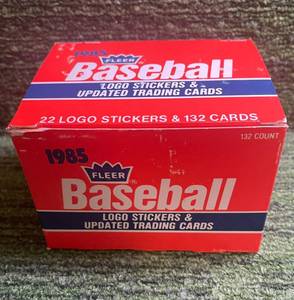 1985
FLEER
Baseball
LOGO STICKERS &
UPDATED TRADING CARDS
22 LOGO STICKERS & 132 CARDS
132 COUNT
1985
FLEER
Baseball
LOGO STICKERS &
UPDATED TRADING CARDS